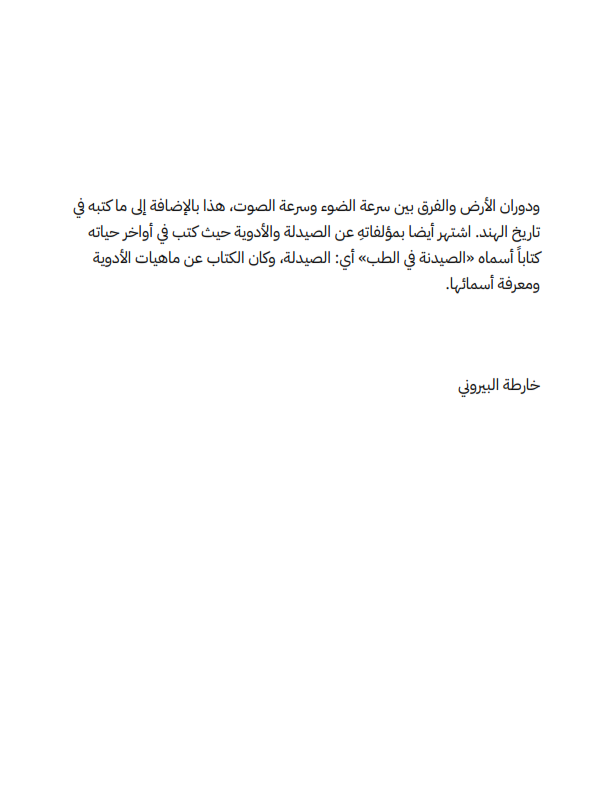 ودوران الأرض والفرق بين سرعة الضوء وسرعة الصوت، هذا بالإضافة إلى ما كتبه في
تاريخ الهند. اشتهر أيضا بمؤلفاتهِ عن الصيدلة والأدوية حيث كتب في أواخر حياته
كتاباً أسماه «الصيدنة في الطب» أي: الصيدلة، وكان الكتاب عن ماهيات الأدوية
ومعرفة أسمائها.
خارطة البيروني